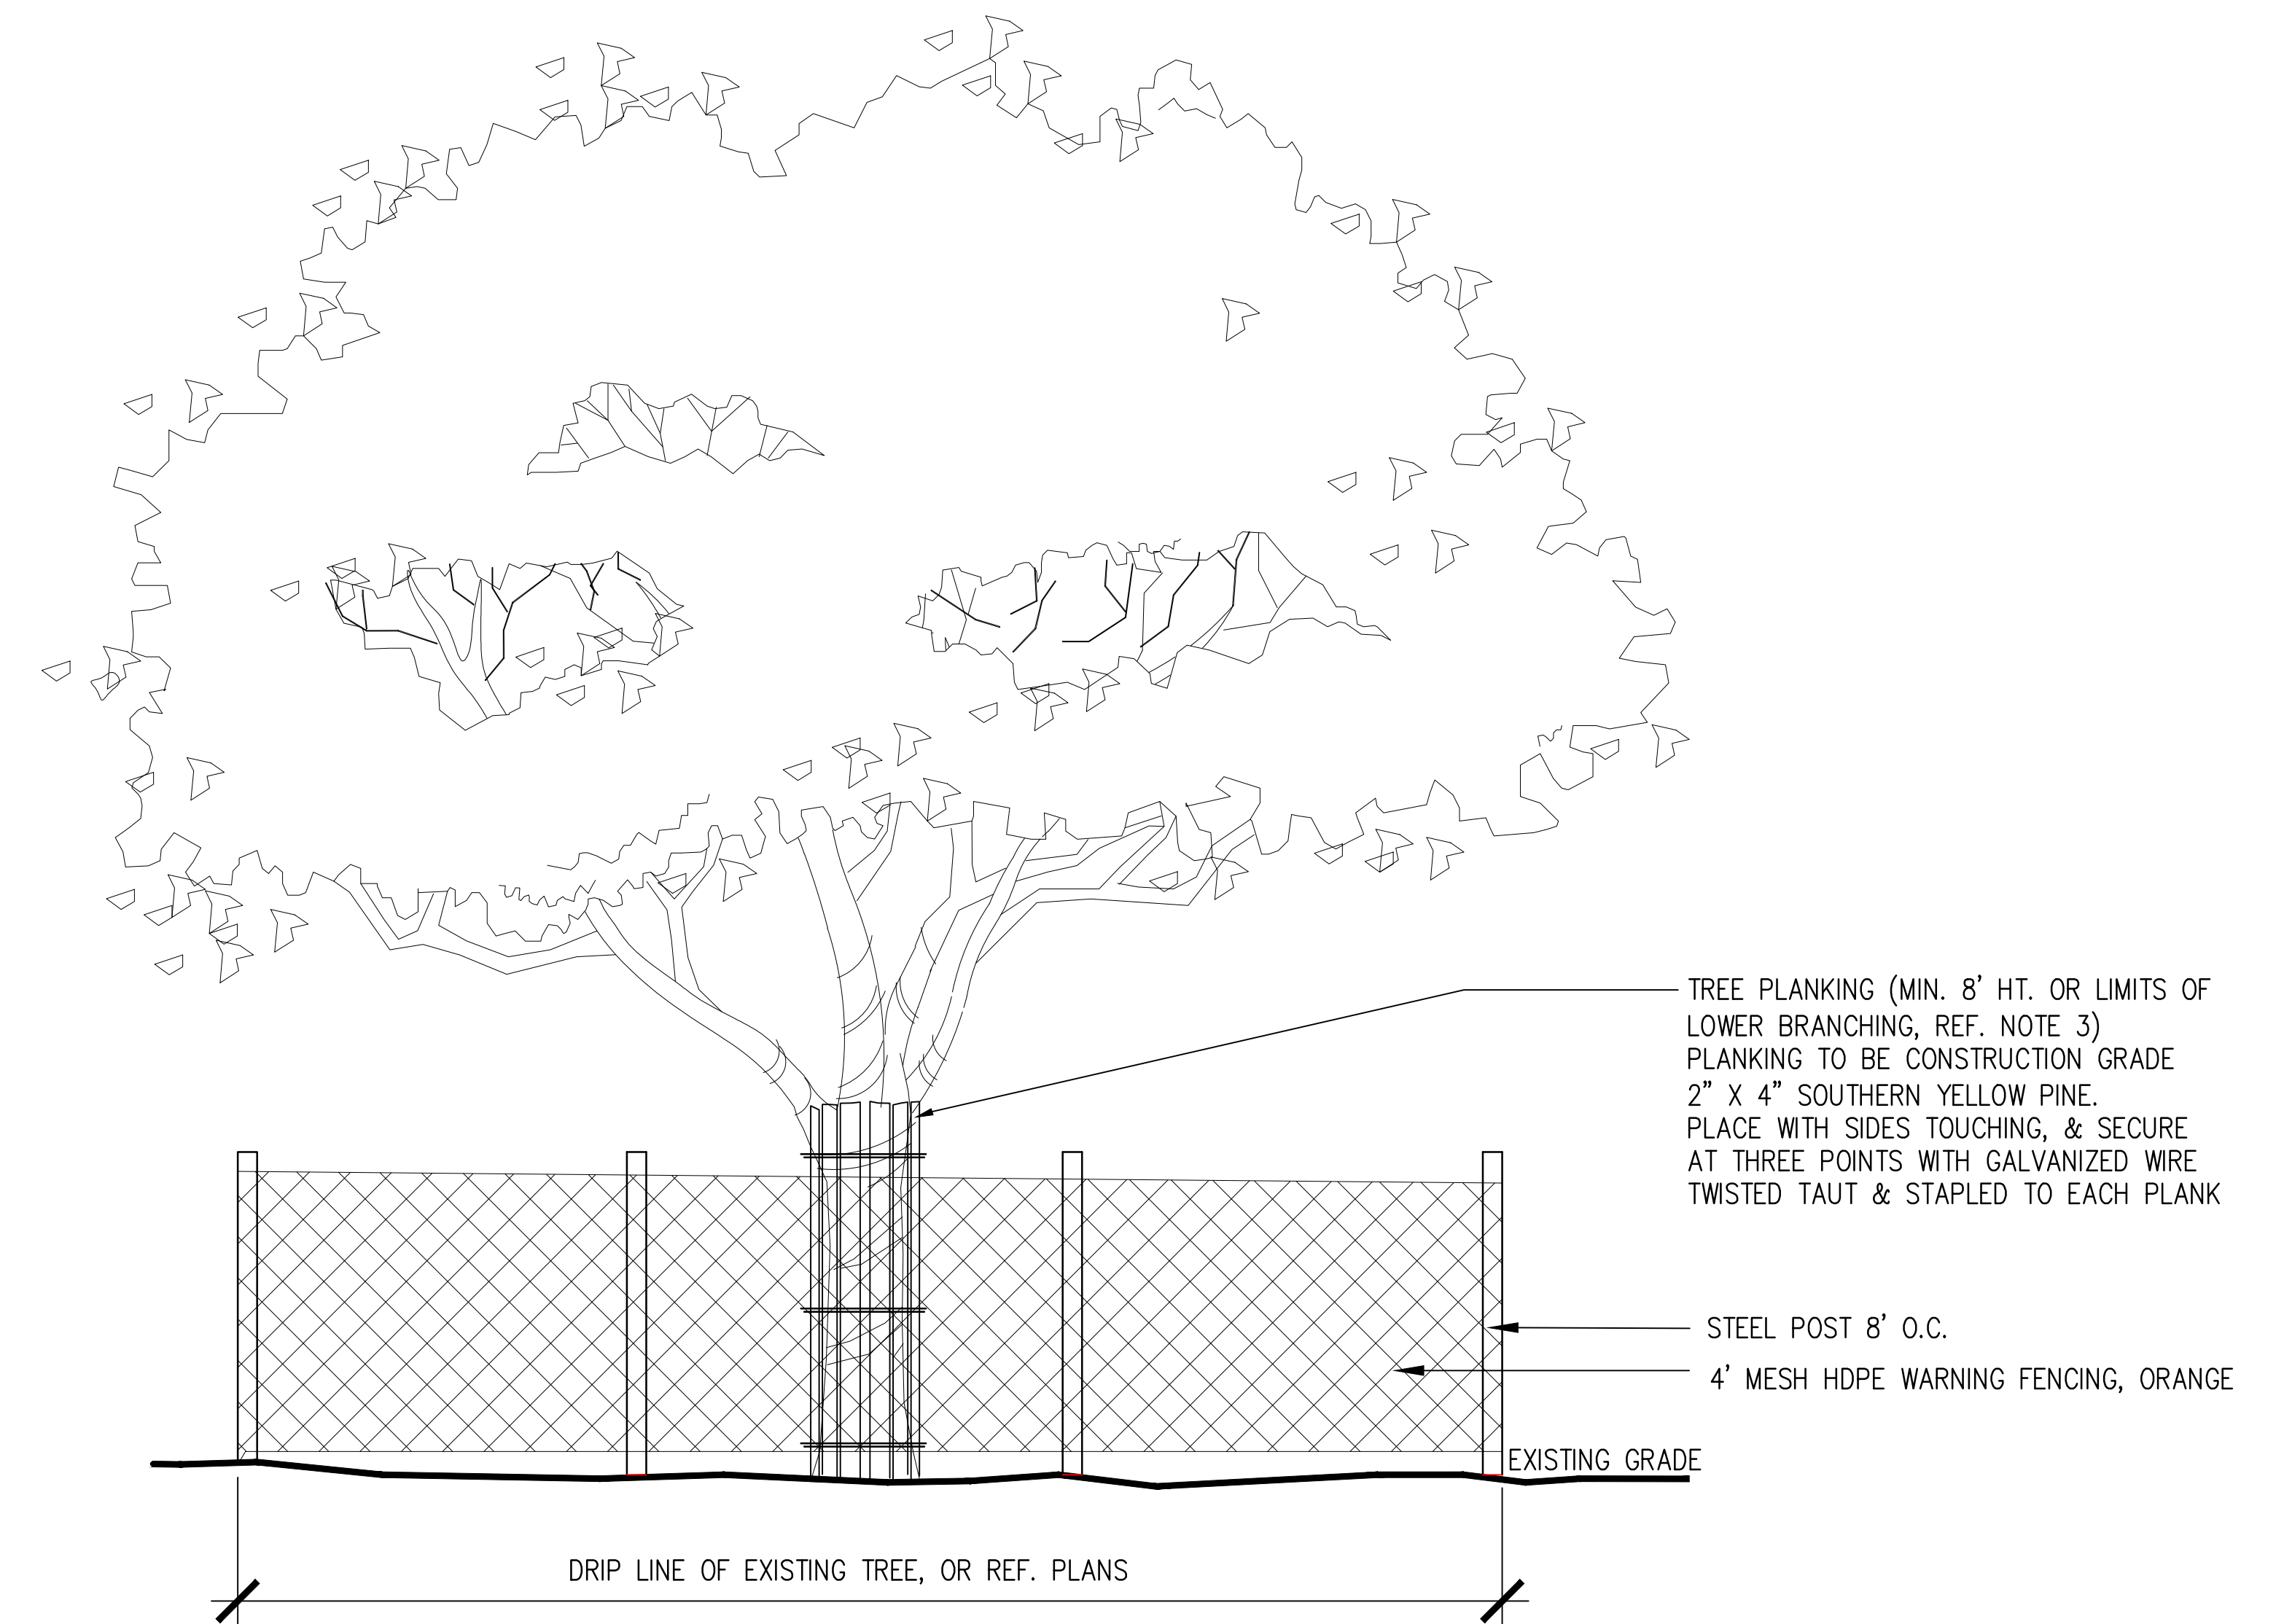 TREE PLANKING (MIN. 8' HT. OR LIMITS OF
LOWER BRANCHING, REF. NOTE 3)
PLANKING TO BE CONSTRUCTION GRADE
2” X 4” SOUTHERN YELLOW PINE.
PLACE WITH SIDES TOUCHING, & SECURE
AT THREE POINTS WITH GALVANIZED WIRE
TWISTED TAUT & STAPLED TO EACH PLANK
STEEL POST 8' O.C.
4' MESH HDPE WARNING FENCING, ORANGE
EXISTING GRADE
DRIP LINE OF EXISTING TREE, OR REF. PLANS